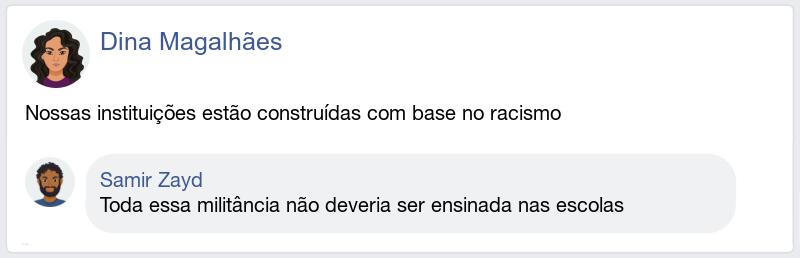 Dina Magalhães
Nossas instituições estão construídas com base no racismo
Samir Zayd
Toda essa militância não deveria ser ensinada nas escolas